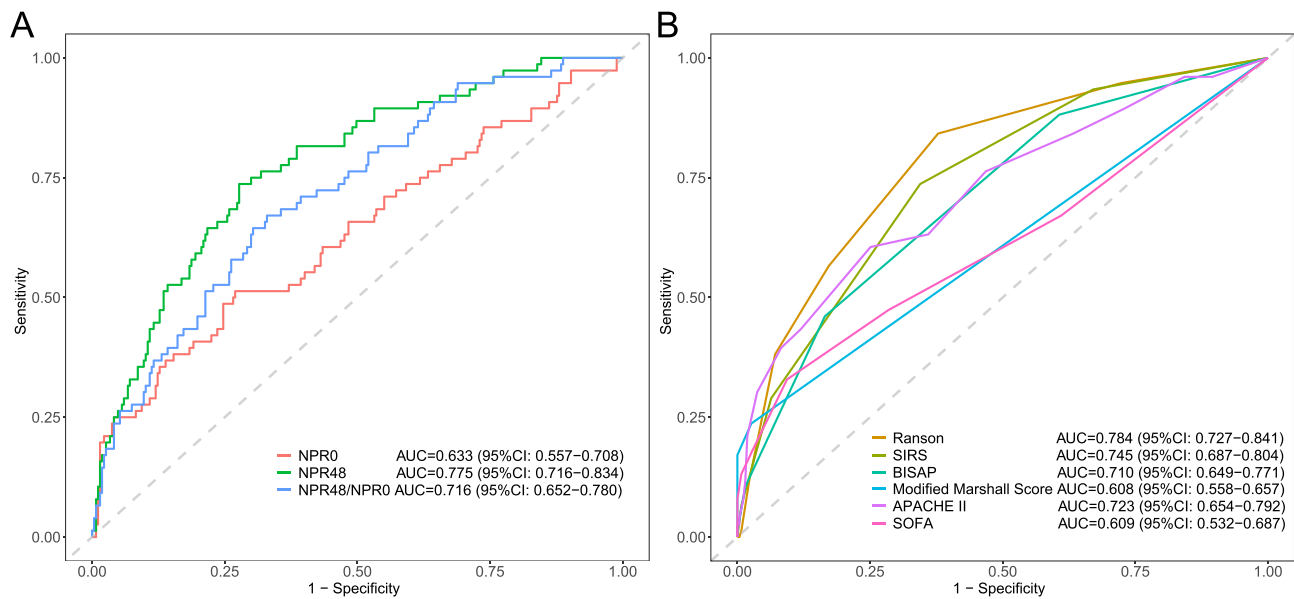 A
1.00
0.75
0.50
0.25
0.00
Sensitivity
NPR0 AUC=0.633 (95%CI: 0.557−0.708)
NPR48 AUC=0.775 (95%CI: 0.716−0.834)
NPR48/NPR0 AUC=0.716 (95%CI: 0.652−0.780)
0.00 0.25 0.50 0.75 1.00
1 − Specificity
B
1.00
0.75
0.50
0.25
0.00
Sensitivity
Ranson AUC=0.784 (95%CI: 0.727−0.841)
SIRS AUC=0.745 (95%CI: 0.687−0.804)
BISAP AUC=0.710 (95%CI: 0.649−0.771)
Modified Marshall Score AUC=0.608 (95%CI: 0.558−0.657)
APACHE II AUC=0.723 (95%CI: 0.654−0.792)
SOFA AUC=0.609 (95%CI: 0.532−0.687)
0.00 0.25 0.50 0.75 1.00
1 − Specificity